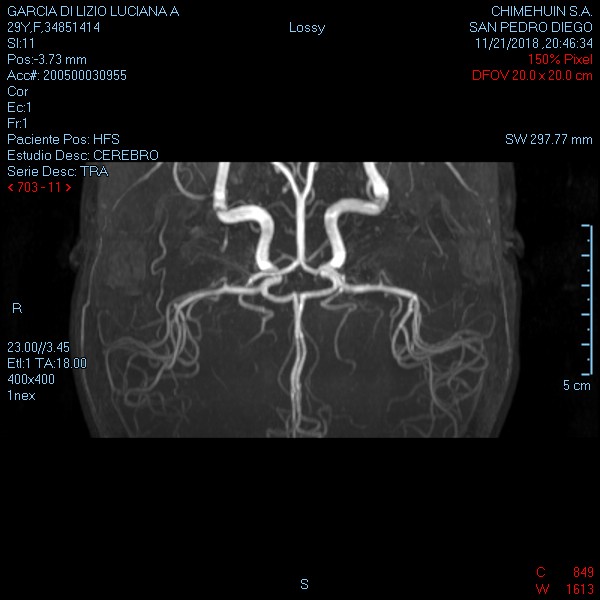 GARCIA DI LIZIO LUCIANA A
29Y,F,34851414
Sl:11
Pos:-3.73 mm
Acc#: 200500030955
Cor
Ec:1
Fr:1
Paciente Pos: HFS
Estudio Desc: CEREBRO
Serie Desc: TRA
< 703 - 11 >
Lossy
CHIMEHUIN S.A.
SAN PEDRO DIEGO
11/21/2018 ,20:46:34
150% Pixel
DFOV 20.0 x 20.0 cm
SW 297.77 mm
R
23.00//3.45
Etl:1 TA:18.00
400x400
1nex
5 cm
S
C 849
W 1613